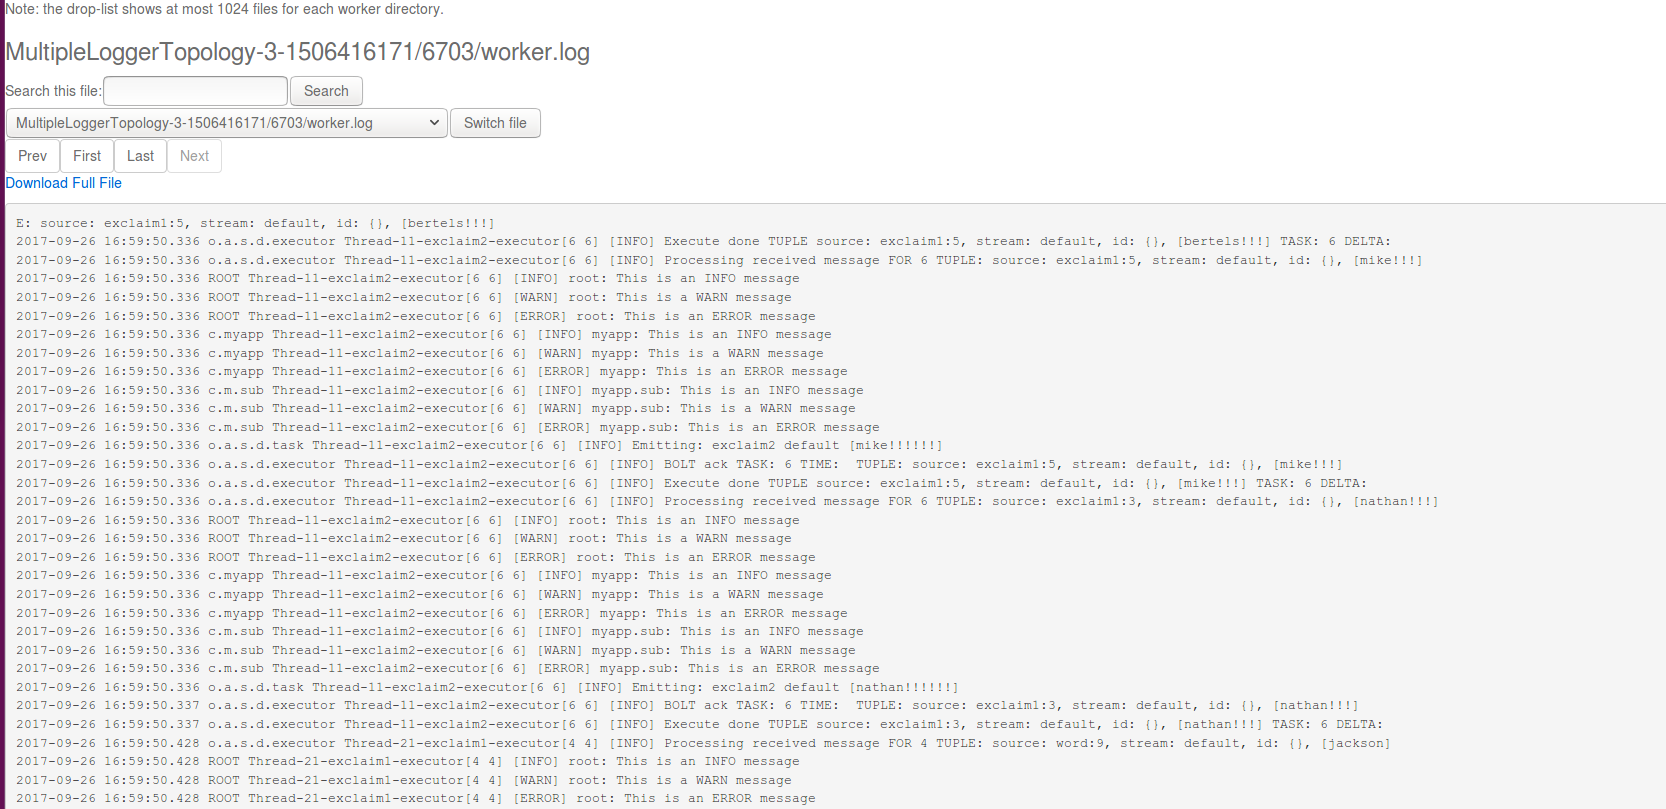 Note: the drop-list shows at most 1024 files for each worker directory.
MultipleLoggerTopology-3-1506416171/6703/worker.log
Search this file: Search
MultipleLoggerTopology-3-1506416171/6703/worker.log Switch file
Prev First Last Next
Download Full File
E: source: exclaim1:5, stream: default, id: {}, [bertels!!!]
2017-09-26 16:59:50.336 o.a.s.d.executor Thread-11-exclaim2-executor[6 6] [INFO] Execute done TUPLE source: exclaim1:5, stream: default, id: {}, [bertels!!!] TASK: 6 DELTA:
2017-09-26 16:59:50.336 o.a.s.d.executor Thread-11-exclaim2-executor[6 6] [INFO] Processing received message FOR 6 TUPLE: source: exclaim1:5, stream: default, id: {}, [mike!!!]
2017-09-26 16:59:50.336 ROOT Thread-11-exclaim2-executor[6 6] [INFO] root: This is an INFO message
2017-09-26 16:59:50.336 ROOT Thread-11-exclaim2-executor[6 6] [WARN] root: This is a WARN message
2017-09-26 16:59:50.336 ROOT Thread-11-exclaim2-executor[6 6] [ERROR] root: This is an ERROR message
2017-09-26 16:59:50.336 c.myapp Thread-11-exclaim2-executor[6 6] [INFO] myapp: This is an INFO message
2017-09-26 16:59:50.336 c.myapp Thread-11-exclaim2-executor[6 6] [WARN] myapp: This is a WARN message
2017-09-26 16:59:50.336 c.myapp Thread-11-exclaim2-executor[6 6] [ERROR] myapp: This is an ERROR message
2017-09-26 16:59:50.336 c.m.sub Thread-11-exclaim2-executor[6 6] [INFO] myapp.sub: This is an INFO message
2017-09-26 16:59:50.336 c.m.sub Thread-11-exclaim2-executor[6 6] [WARN] myapp.sub: This is a WARN message
2017-09-26 16:59:50.336 c.m.sub Thread-11-exclaim2-executor[6 6] [ERROR] myapp.sub: This is an ERROR message
2017-09-26 16:59:50.336 o.a.s.d.task Thread-11-exclaim2-executor[6 6] [INFO] Emitting: exclaim2 default [mike!!!!!!]
2017-09-26 16:59:50.336 o.a.s.d.executor Thread-11-exclaim2-executor[6 6] [INFO] BOLT ack TASK: 6 TIME:  TUPLE: source: exclaim1:5, stream: default, id: {}, [mike!!!]
2017-09-26 16:59:50.336 o.a.s.d.executor Thread-11-exclaim2-executor[6 6] [INFO] Execute done TUPLE source: exclaim1:5, stream: default, id: {}, [mike!!!] TASK: 6 DELTA:
2017-09-26 16:59:50.336 o.a.s.d.executor Thread-11-exclaim2-executor[6 6] [INFO] Processing received message FOR 6 TUPLE: source: exclaim1:3, stream: default, id: {}, [nathan!!!]
2017-09-26 16:59:50.336 ROOT Thread-11-exclaim2-executor[6 6] [INFO] root: This is an INFO message
2017-09-26 16:59:50.336 ROOT Thread-11-exclaim2-executor[6 6] [WARN] root: This is a WARN message
2017-09-26 16:59:50.336 ROOT Thread-11-exclaim2-executor[6 6] [ERROR] root: This is an ERROR message
2017-09-26 16:59:50.336 c.myapp Thread-11-exclaim2-executor[6 6] [INFO] myapp: This is an INFO message
2017-09-26 16:59:50.336 c.myapp Thread-11-exclaim2-executor[6 6] [WARN] myapp: This is a WARN message
2017-09-26 16:59:50.336 c.myapp Thread-11-exclaim2-executor[6 6] [ERROR] myapp: This is an ERROR message
2017-09-26 16:59:50.336 c.m.sub Thread-11-exclaim2-executor[6 6] [INFO] myapp.sub: This is an INFO message
2017-09-26 16:59:50.336 c.m.sub Thread-11-exclaim2-executor[6 6] [WARN] myapp.sub: This is a WARN message
2017-09-26 16:59:50.336 c.m.sub Thread-11-exclaim2-executor[6 6] [ERROR] myapp.sub: This is an ERROR message
2017-09-26 16:59:50.336 o.a.s.d.task Thread-11-exclaim2-executor[6 6] [INFO] Emitting: exclaim2 default [nathan!!!!!!]
2017-09-26 16:59:50.337 o.a.s.d.executor Thread-11-exclaim2-executor[6 6] [INFO] BOLT ack TASK: 6 TIME:  TUPLE: source: exclaim1:3, stream: default, id: {}, [nathan!!!]
2017-09-26 16:59:50.337 o.a.s.d.executor Thread-11-exclaim2-executor[6 6] [INFO] Execute done TUPLE source: exclaim1:3, stream: default, id: {}, [nathan!!!] TASK: 6 DELTA:
2017-09-26 16:59:50.428 o.a.s.d.executor Thread-21-exclaim1-executor[4 4] [INFO] Processing received message FOR 4 TUPLE: source: word:9, stream: default, id: {}, [jackson]
2017-09-26 16:59:50.428 ROOT Thread-21-exclaim1-executor[4 4] [INFO] root: This is an INFO message
2017-09-26 16:59:50.428 ROOT Thread-21-exclaim1-executor[4 4] [WARN] root: This is a WARN message
2017-09-26 16:59:50.428 ROOT Thread-21-exclaim1-executor[4 4] [ERROR] root: This is an ERROR message